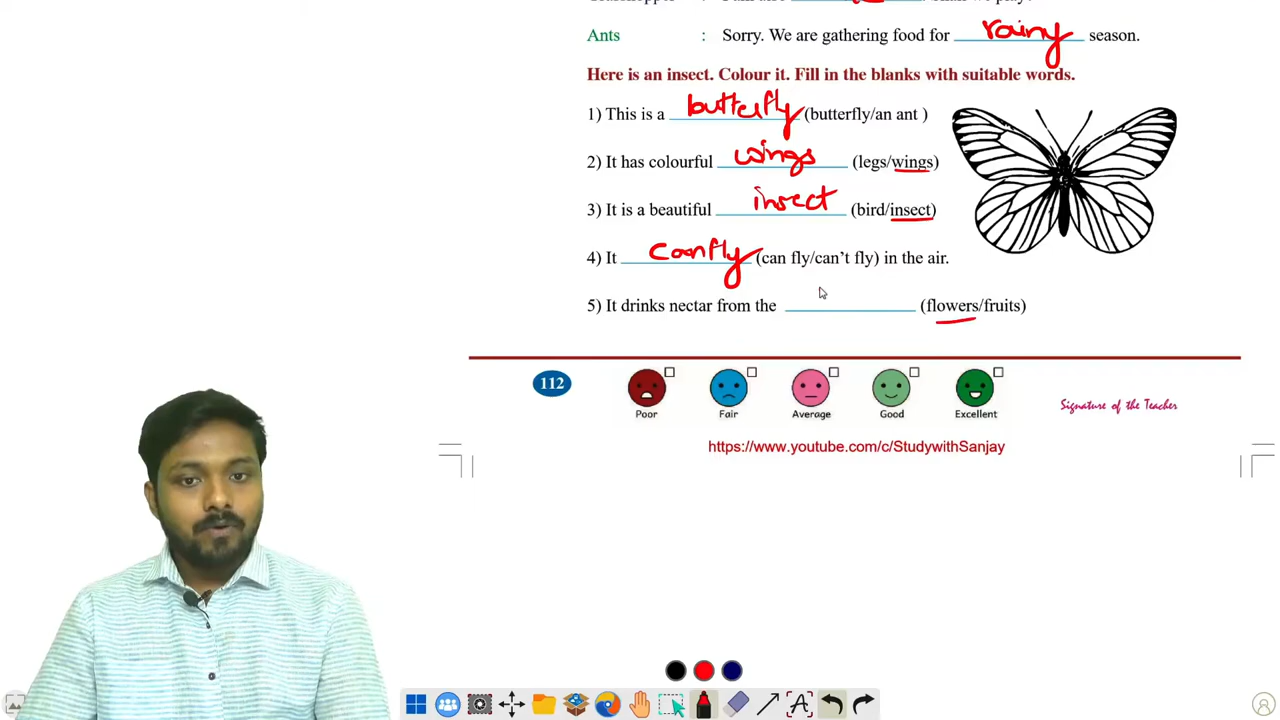 Ants : Sorry. We are gathering food for rainy season.
Here is an insect. Colour it. Fill in the blanks with suitable words.
1) This is a butterfly (butterfly/an ant )
2) It has colourful wings (legs/wings)
3) It is a beautiful insect (bird/insect)
4) It can fly (can fly/can't fly) in the air.
5) It drinks nectar from the (flowers/fruits)
112
Poor Fair Average Good Excellent
Signature of the Teacher
https://www.youtube.com/c/StudywithSanjay